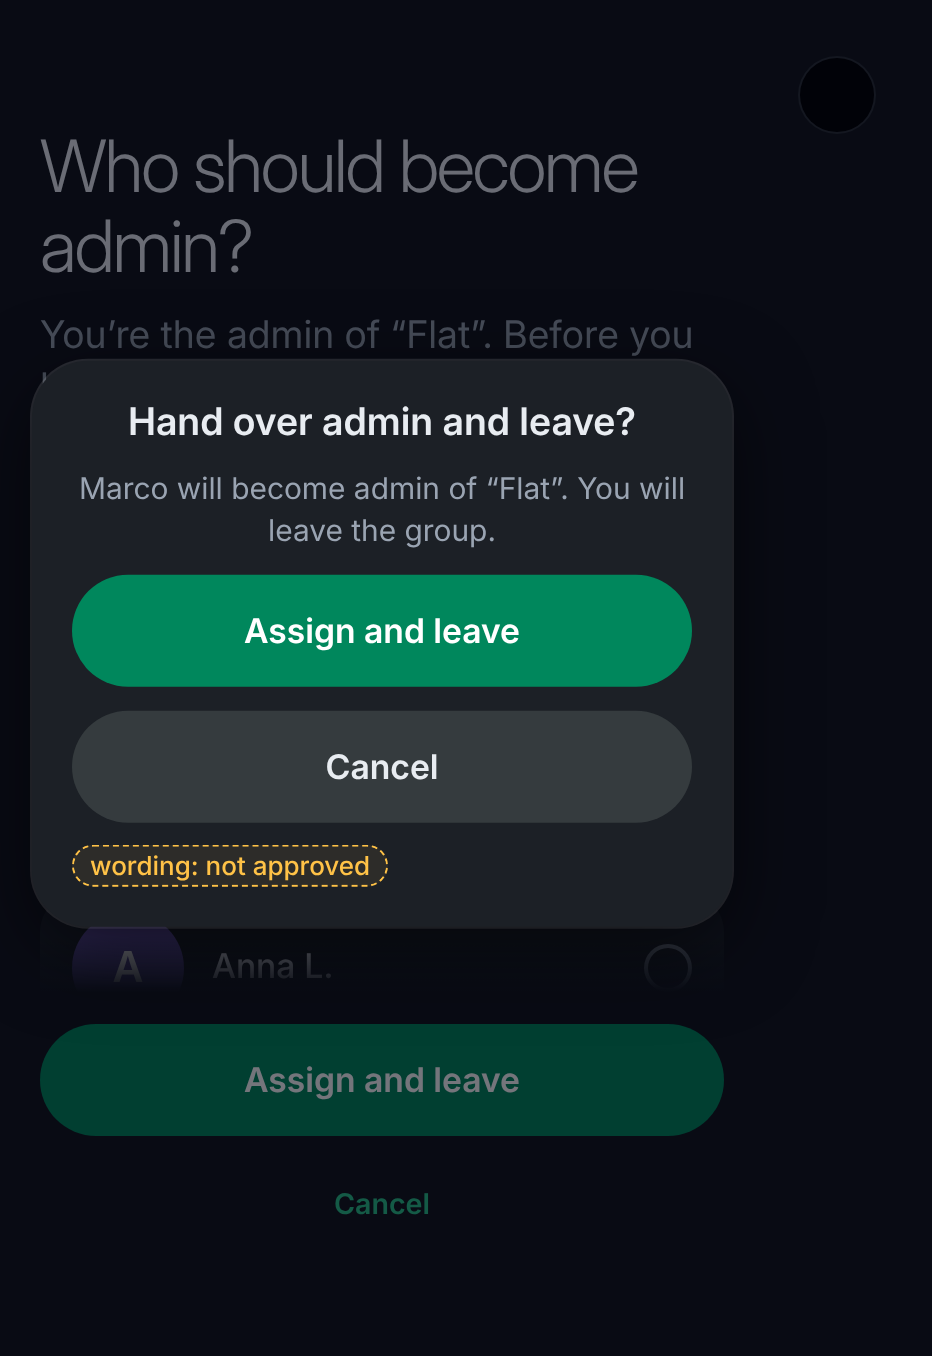 Who should become
admin?
You’re the admin of “Flat”. Before you
Hand over admin and leave?
Marco will become admin of “Flat”. You will
leave the group.
Assign and leave
Cancel
wording: not approved
A
Anna L.
Assign and leave
Cancel